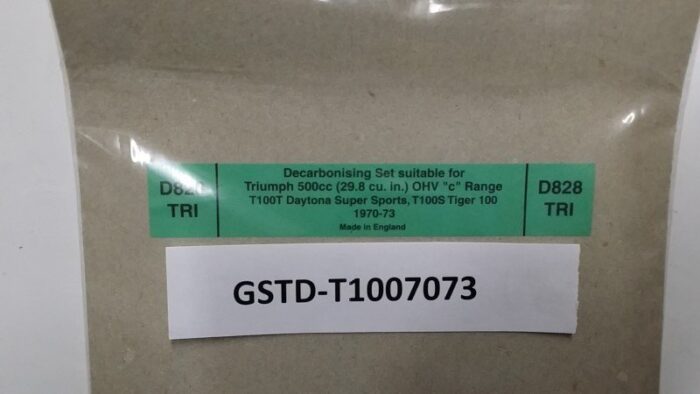 Decarbonising Set suitable for
Triumph 500cc (29.8 cu. in.) OHV "c" Range
T100T Daytona Super Sports, T100S Tiger 100
1970-73
Made in England
TRI
D828
TRI
GSTD-T1007073